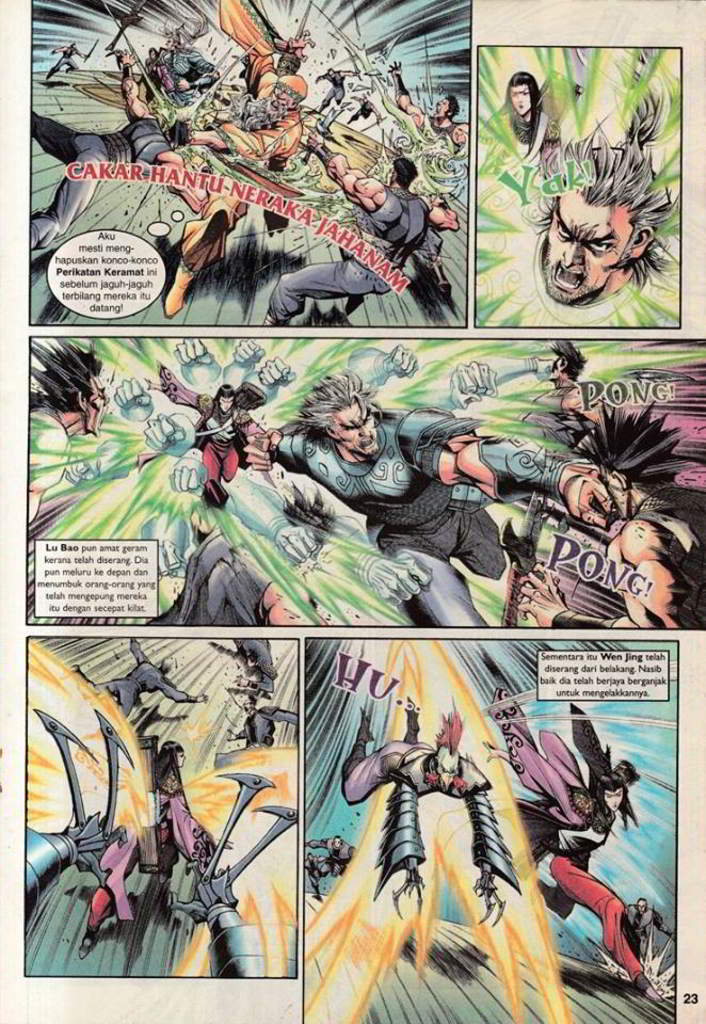 CAKAR HANTU NERAKA JAHANAM
Aku
mesti meng-
hapuskan konco-konco
Perikatan Keramat ini
sebelum jaguh-jaguh
terbilang mereka itu
datang!
Yak!
PONG!
PONG!
Lu Bao pun amat geram
kerana telah diserang. Dia
pun meluru ke depan dan
menumbuk orang-orang yang
telah mengepung mereka
itu dengan secepat kilat.
HU...
Sementara itu Wen Jing telah
diserang dari belakang. Nasib
baik dia telah berjaya berganjak
untuk mengelakkannya.
23